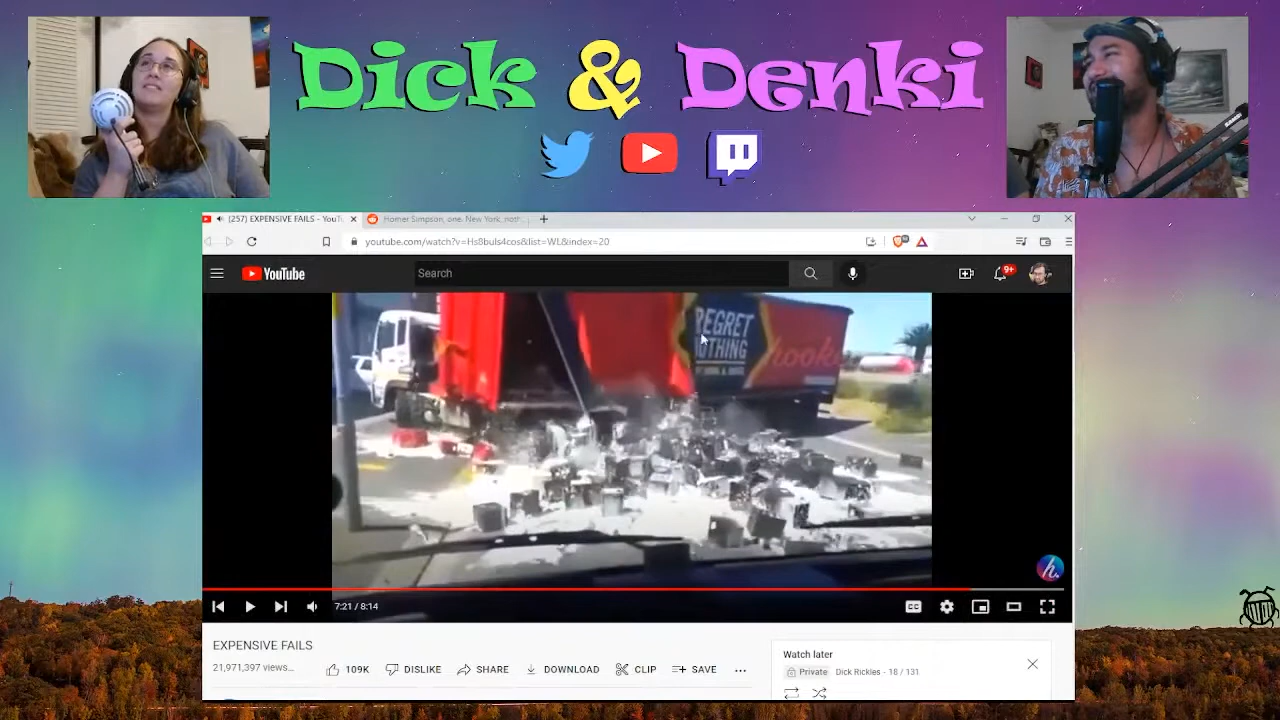 Dick & Denki
(257) EXPENSIVE FAILS - YouTu
Homer Simpson, one. New York, noth
youtube.com/watch?v=Hs8buls4cos&list=WL&index=20
YouTube
Search
9+
REGRET
NOTHING
hook
h.
7:21 / 8:14
CC
EXPENSIVE FAILS
21,971,397 views...
109K
DISLIKE
SHARE
DOWNLOAD
CLIP
SAVE
Watch later
Private
Dick Rickles - 18 / 131